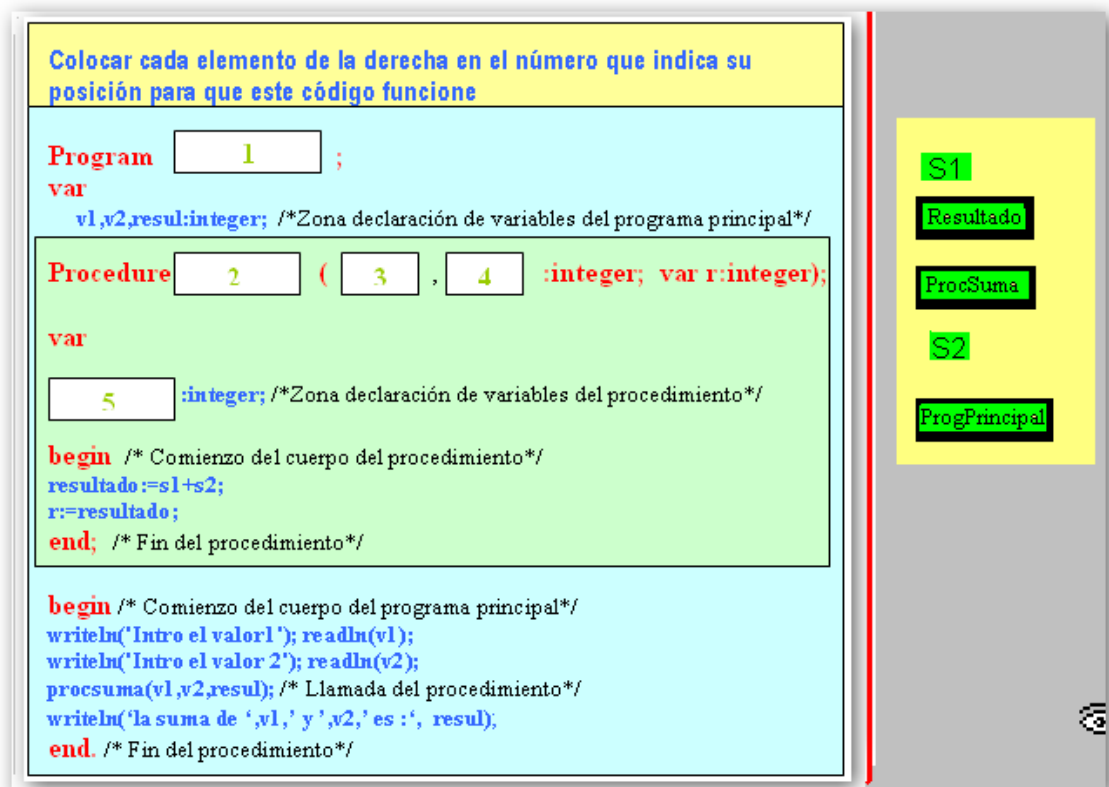 Colocar cada elemento de la derecha en el número que indica su
posición para que este código funcione
Program 1 ;
var
v1,v2,resul:integer; /*Zona declaración de variables del programa principal*/
Procedure 2 ( 3 , 4 :integer; var r:integer);
var
5 :integer; /*Zona declaración de variables del procedimiento*/
begin /* Comienzo del cuerpo del procedimiento*/
resultado:=s1+s2;
r:=resultado;
end; /* Fin del procedimiento*/
begin /* Comienzo del cuerpo del programa principal*/
writeln('Intro el valor1'); readln(v1);
writeln('Intro el valor 2'); readln(v2);
procsuma(v1,v2,resul); /* Llamada del procedimiento*/
writeln(‘la suma de ‘,v1,’ y ’,v2,’ es :‘, resul);
end. /* Fin del procedimiento*/
S1
Resultado
ProcSuma
S2
ProgPrincipal